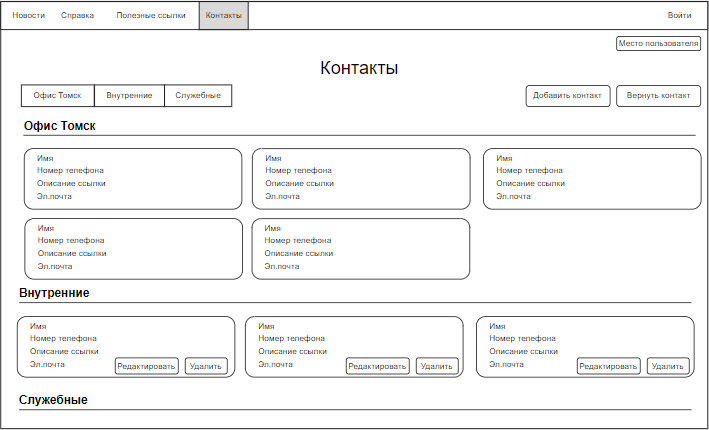 Новости Справка Полезные ссылки Контакты Войти
Место пользователя
Контакты
Офис Томск Внутренние Служебные Добавить контакт Вернуть контакт
Офис Томск
Имя Имя Имя
Номер телефона Номер телефона Номер телефона
Описание ссылки Описание ссылки Описание ссылки
Эл.почта Эл.почта Эл.почта
Имя Имя
Номер телефона Номер телефона
Описание ссылки Описание ссылки
Эл.почта Эл.почта
Внутренние
Имя Имя Имя
Номер телефона Номер телефона Номер телефона
Описание ссылки Описание ссылки Описание ссылки
Эл.почта Редактировать Удалить Эл.почта Редактировать Удалить Эл.почта Редактировать Удалить
Служебные